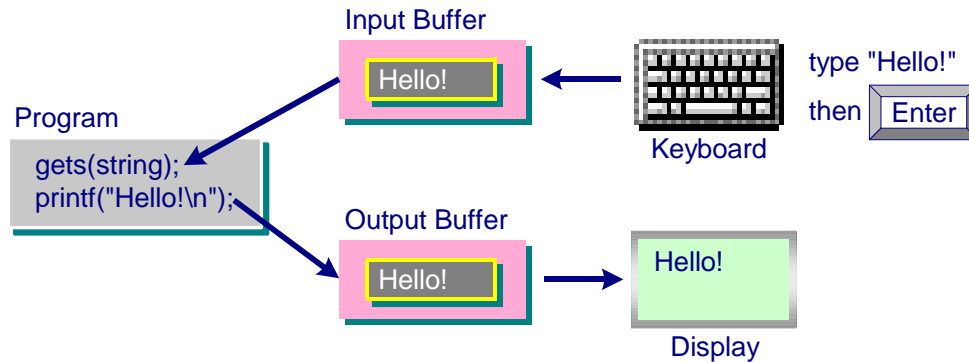 Input Buffer
Hello!
Keyboard
type "Hello!"
then Enter
Program
gets(string);
printf("Hello!\n");
Output Buffer
Hello!
Hello!
Display